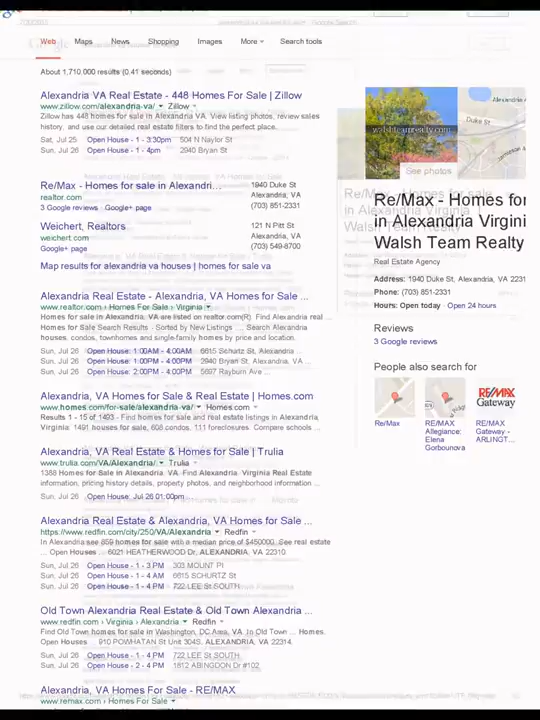 Web Maps News Shopping Images More Search tools
About 1,710,000 results (0.41 seconds)
Alexandria VA Real Estate - 448 Homes For Sale | Zillow
www.zillow.com/alexandria-va/ Zillow
Zillow has 448 homes for sale in Alexandria VA. View listing photos, review sales
history, and use our detailed real estate filters to find the perfect place.
Sat, Jul 25 Open House - 1 - 3:30pm 504 N Naylor St
Sun, Jul 26 Open House - 1 - 4pm 2940 Bryan St
Re/Max - Homes for sale in Alexandri...
realtor.com
3 Google reviews Google+ page
1940 Duke St
Alexandria, VA
(703) 851-2331
Weichert, Realtors
weichert.com
Google+ page
121 N Pitt St
Alexandria, VA
(703) 549-8700
Map results for alexandria va houses | homes for sale va
Alexandria Real Estate - Alexandria, VA Homes for Sale ...
www.realtor.com › Homes For Sale › Virginia
Homes for sale in Alexandria, VA are listed on realtor.com(R) Find Alexandria real ...
Homes for Sale Search Results - Sorted by New Listings ... Search Alexandria
houses, condos, townhomes and single-family homes by price and location.
Sun, Jul 26 Open House: 1:00AM - 4:00AM 6615 Schurtz St, Alexandria ...
Sun, Jul 26 Open House: 1:00PM - 4:00PM 2940 Bryan St, Alexandria, ...
Sun, Jul 26 Open House: 2:00PM - 4:00PM 5697 Rayburn Ave ...
Alexandria, VA Homes For Sale & Real Estate | Homes.com
www.homes.com/for-sale/alexandria-va/ Homes.com
Results 1 - 15 of 1493 - Find homes for sale and real estate listings in Alexandria,
Virginia: 1491 houses for sale, 608 condo, 111 foreclosures. Compare schools ...
Alexandria, VA Real Estate & Homes For Sale | Trulia
www.trulia.com/VA/Alexandria/ Trulia
1388 Homes for Sale in Alexandria, VA. Find Alexandria, Virginia Real Estate
information, pricing history details, property photos, and neighborhood information ...
Sun, Jul 26 Open House: Jul 26 01:00pm ...
Alexandria Real Estate & Alexandria, VA Homes for Sale ...
https://www.redfin.com/city/250/VA/Alexandria Redfin
In Alexandria see 859 homes for sale with a median price of $450000. See real estate
... Open Houses ... 6021 HEATHERWOOD Dr, ALEXANDRIA, VA 22310.
Sun, Jul 26 Open House - 1 - 3 PM 303 MOUNT Pl
Sun, Jul 26 Open House - 1 - 4 PM 6615 SCHURTZ St
Sun, Jul 26 Open House - 1 - 4 PM 722 LEE St SOUTH
Old Town Alexandria Real Estate & Old Town Alexandria ...
www.redfin.com › Virginia › Alexandria Redfin
Find Old Town homes for sale in Washington, DC Area, VA. In Old Town ... Homes.
Open Houses ... 910 POWHATAN St Unit 304S, ALEXANDRIA, VA 22314.
Sun, Jul 26 Open House - 1 - 4 PM 722 LEE St SOUTH
Sun, Jul 26 Open House - 2 - 4 PM 1812 ABINGDON Dr #102
Alexandria, VA Homes For Sale - RE/MAX
www.remax.com › Homes For Sale
walshteamrealty.com
Alexandria
Duke St
See photos
Re/Max - Homes for
in Alexandria Virgini
Walsh Team Realty
Real Estate Agency
Address: 1940 Duke St, Alexandria, VA 2231
Phone: (703) 851-2331
Hours: Open today · Open 24 hours
Reviews
3 Google reviews
People also search for
Re/Max
RE/MAX
Allegiance:
Elena
Gorbounova
RE/MAX
Gateway
RE/MAX
Gateway -
ARLINGT...